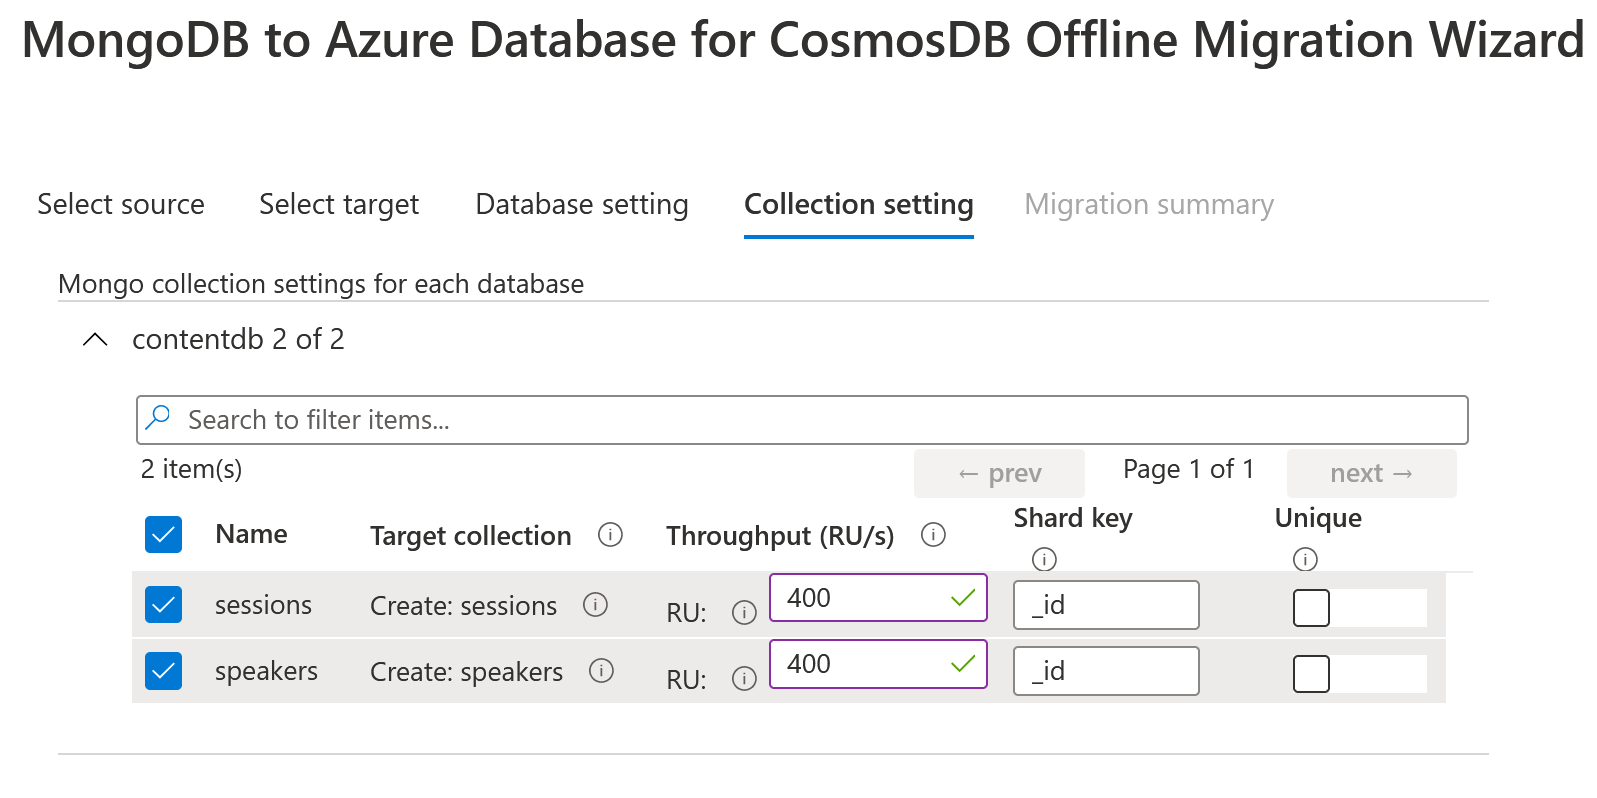 MongoDB to Azure Database for CosmosDB Offline Migration Wizard
Select source Select target Database setting Collection setting Migration summary
Mongo collection settings for each database
contentdb 2 of 2
Search to filter items...
2 item(s) ← prev Page 1 of 1 next →
Name Target collection Throughput (RU/s) Shard key Unique
sessions Create: sessions RU: 400 _id
speakers Create: speakers RU: 400 _id